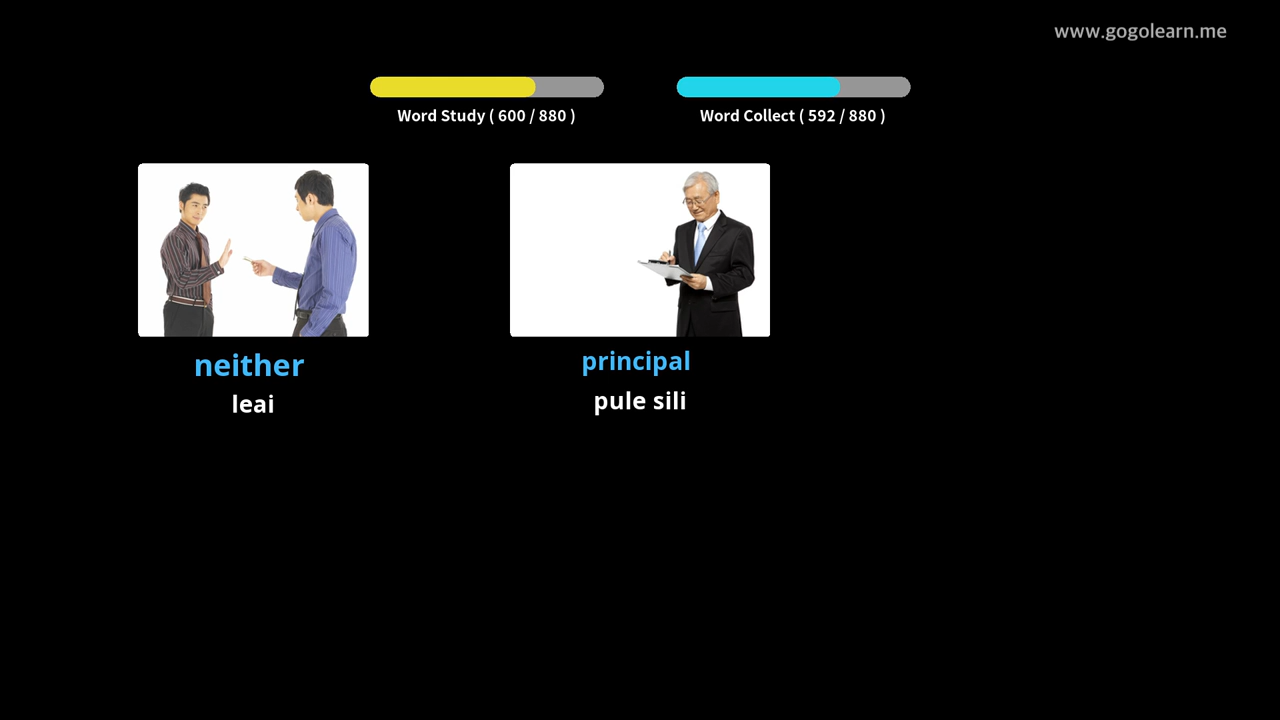 www.gogolearn.me
Word Study ( 600 / 880 )
Word Collect ( 592 / 880 )
neither
leai
principal
pule sili